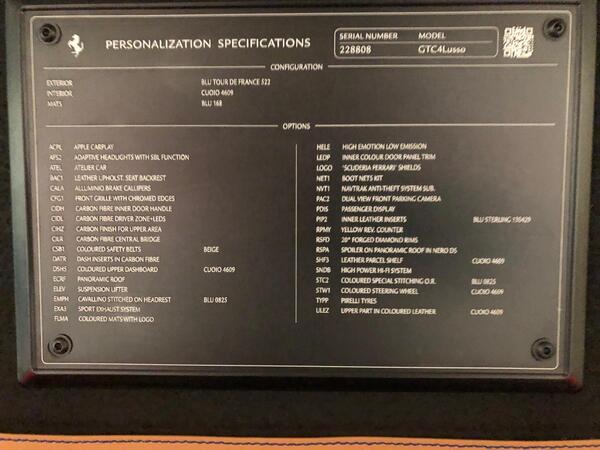 PERSONALIZATION SPECIFICATIONS
SERIAL NUMBER MODEL
228808 GTC4Lusso
CONFIGURATION
EXTERIOR BLU TOUR DE FRANCE 522
INTERIOR CUOIO 4609
MATS BLU 168
OPTIONS
ACPL APPLE CARPLAY
AFS2 ADAPTIVE HEADLIGHTS WITH SBL FUNCTION
ATEL ATELIER CAR
BAC1 LEATHER UPHOLST. SEAT BACKREST
CALA ALLUMINIO BRAKE CALLIPERS
CFG1 FRONT GRILLE WITH CHROMED EDGES
CIDH CARBON FIBRE INNER DOOR HANDLE
CIDL CARBON FIBRE DRIVER ZONE+LEDS
CIHZ CARBON FINISH FOR UPPER AREA
CILR CARBON FIBRE CENTRAL BRIDGE
CSB1 COLOURED SAFETY BELTS BEIGE
DATR DASH INSERTS IN CARBON FIBRE
DSH5 COLOURED UPPER DASHBOARD CUOIO 4609
ECRF PANORAMIC ROOF
ELEV SUSPENSION LIFTER
EMPH CAVALLINO STITCHED ON HEADREST BLU 0825
EXA3 SPORT EXHAUST SYSTEM
FLMA COLOURED MATS WITH LOGO
HELE HIGH EMOTION LOW EMISSION
LEDP INNER COLOUR DOOR PANEL TRIM
LOGO "SCUDERIA FERRARI" SHIELDS
NET1 BOOT NETS KIT
NVT1 NAVTRAK ANTI-THEFT SYSTEM SUB.
PAC2 DUAL VIEW FRONT PARKING CAMERA
PDIS PASSENGER DISPLAY
PIP2 INNER LEATHER INSERTS BLU STERLING 130429
RPMY YELLOW REV. COUNTER
RSFD 20" FORGED DIAMOND RIMS
RSPA SPOILER ON PANORAMIC ROOF IN NERO DS
SHF3 LEATHER PARCEL SHELF CUOIO 4609
SNDB HIGH POWER HI-FI SYSTEM
STC2 COLOURED SPECIAL STITCHING O.R. BLU 0825
STW1 COLOURED STEERING WHEEL CUOIO 4609
TYPP PIRELLI TYRES
ULEZ UPPER PART IN COLOURED LEATHER CUOIO 4609